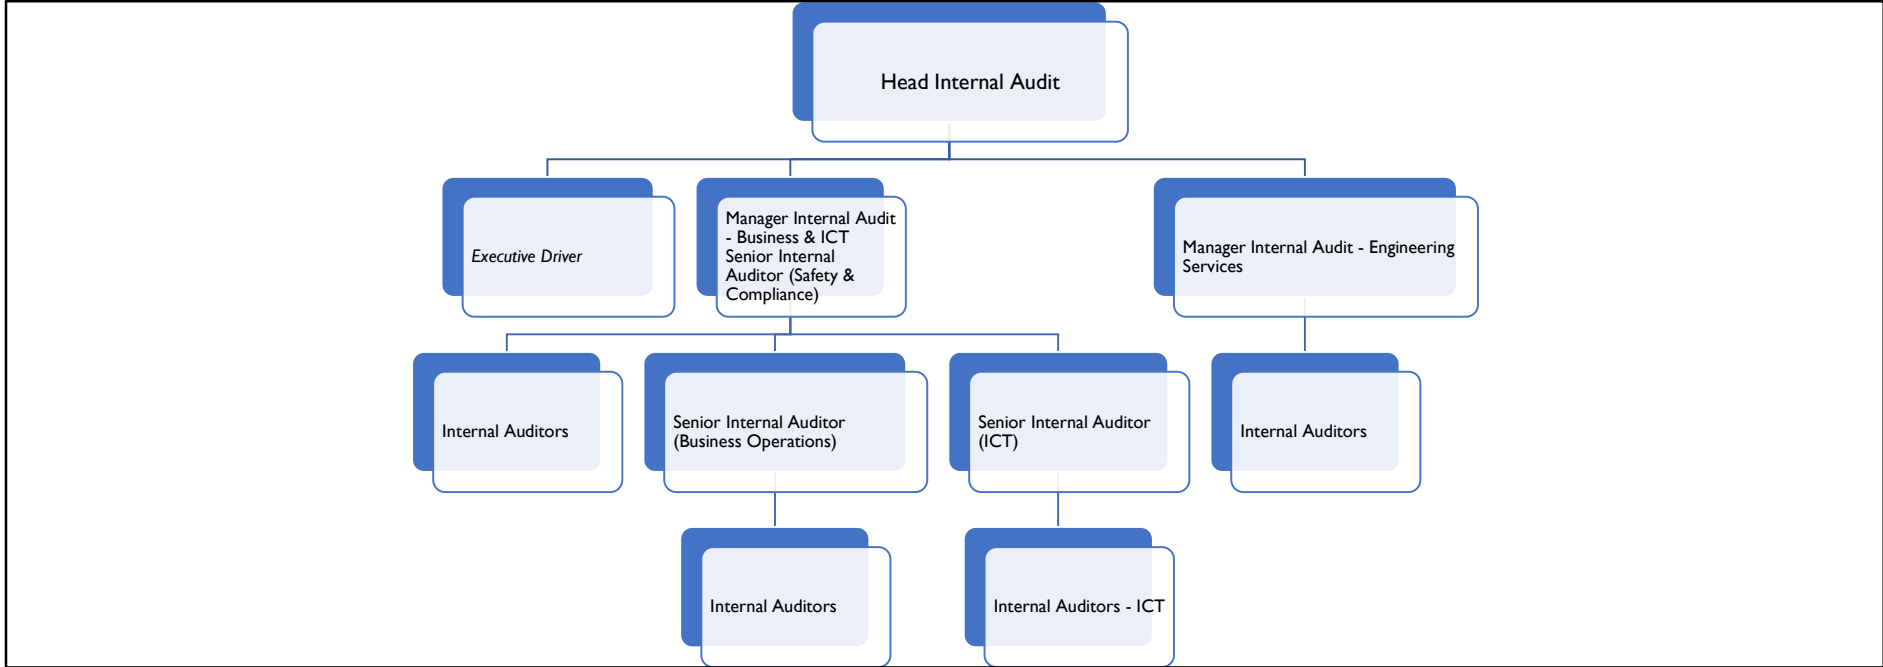 Head Internal Audit
Executive Driver
Manager Internal Audit
- Business & ICT
Senior Internal
Auditor (Safety &
Compliance)
Manager Internal Audit - Engineering
Services
Internal Auditors
Senior Internal Auditor
(Business Operations)
Senior Internal Auditor
(ICT)
Internal Auditors
Internal Auditors
Internal Auditors - ICT